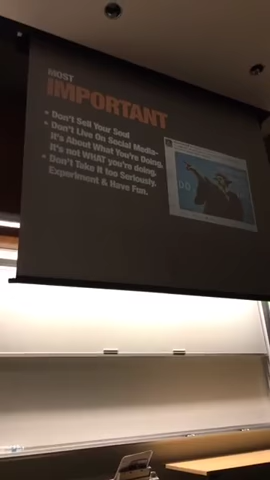 MOST
IMPORTANT
• Don't Sell Your Soul
• Don't Live On Social Media-
It's About What You're Doing,
It's not WHAT you're doing.
• Don't Take It too Seriously.
Experiment & Have Fun.